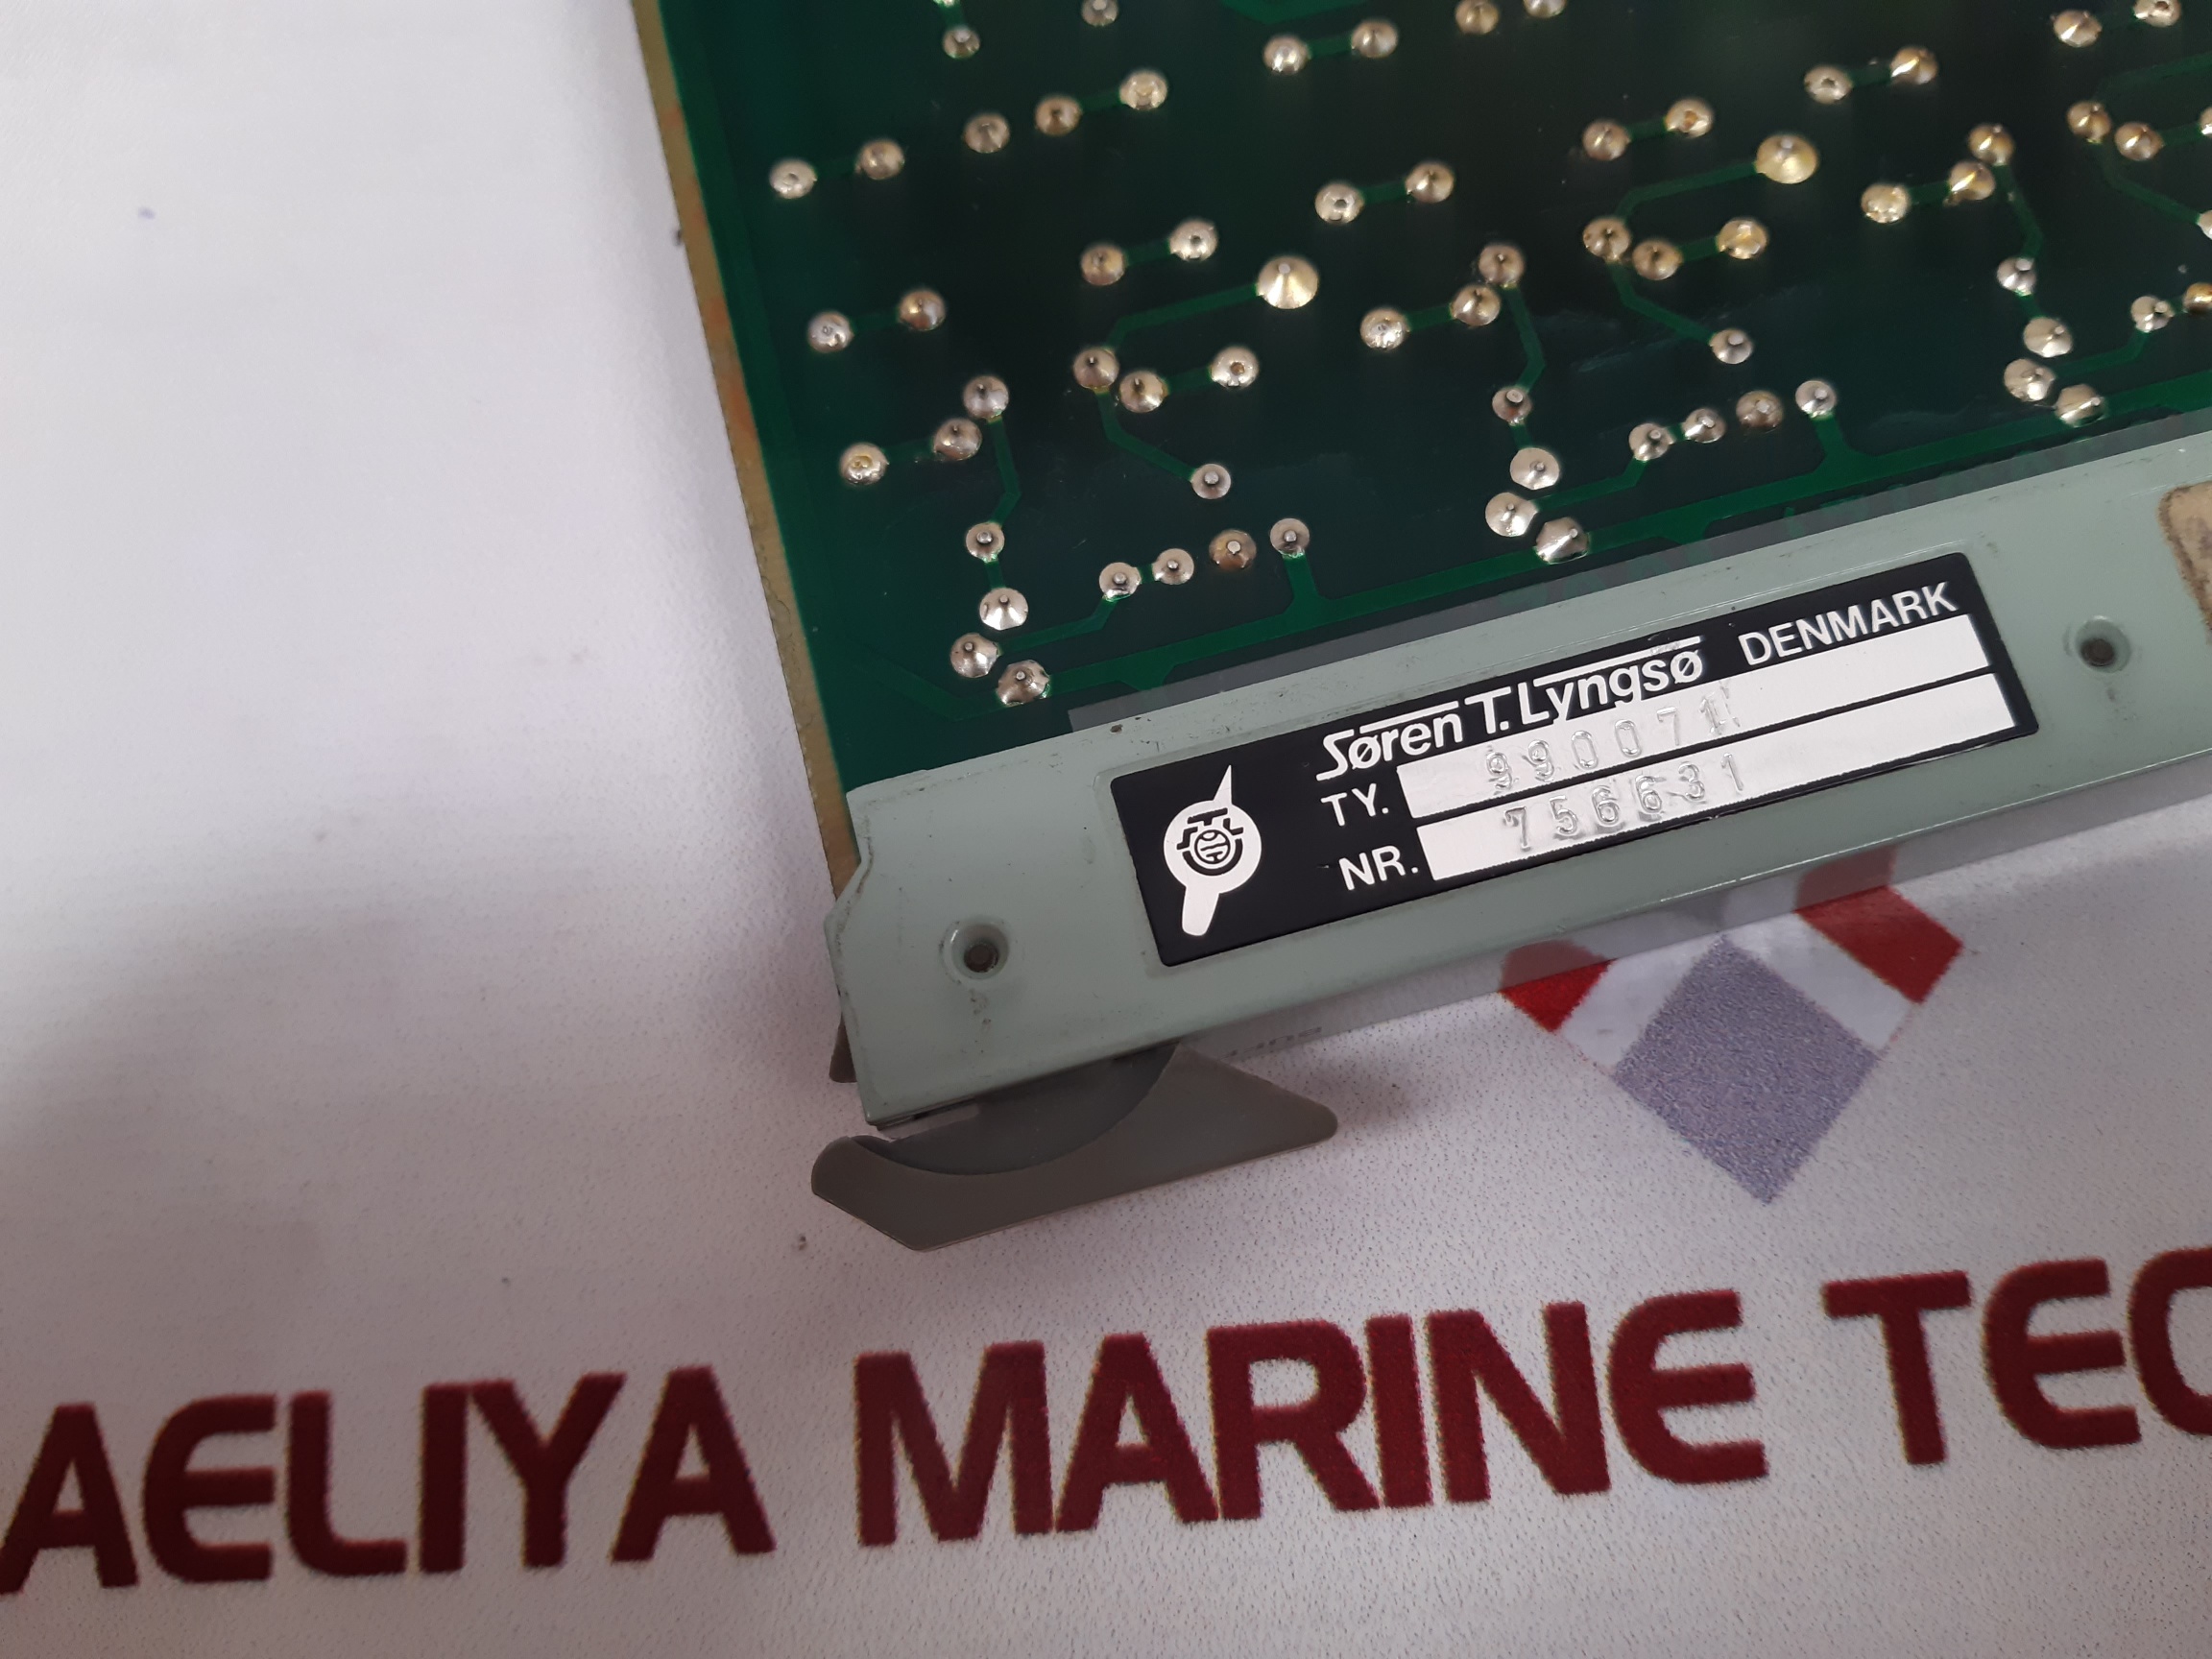 Søren T. Lyngsø DENMARK
TY. 990071
NR. 756631
AELIYA MARINE TEC